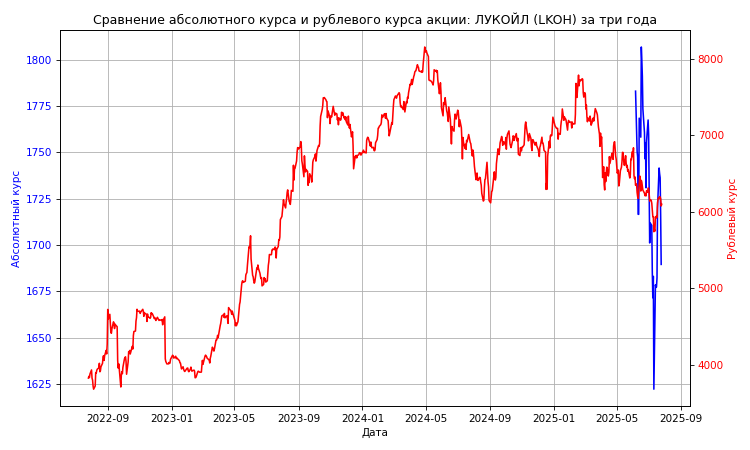 Сравнение абсолютного курса и рублевого курса акции: ЛУКОЙЛ (LKOH) за три года
1800
1775
1750
1725
1700
1675
1650
1625
Абсолютный курс
8000
7000
6000
5000
4000
Рублевый курс
2022-09 2023-01 2023-05 2023-09 2024-01 2024-05 2024-09 2025-01 2025-05 2025-09
Дата